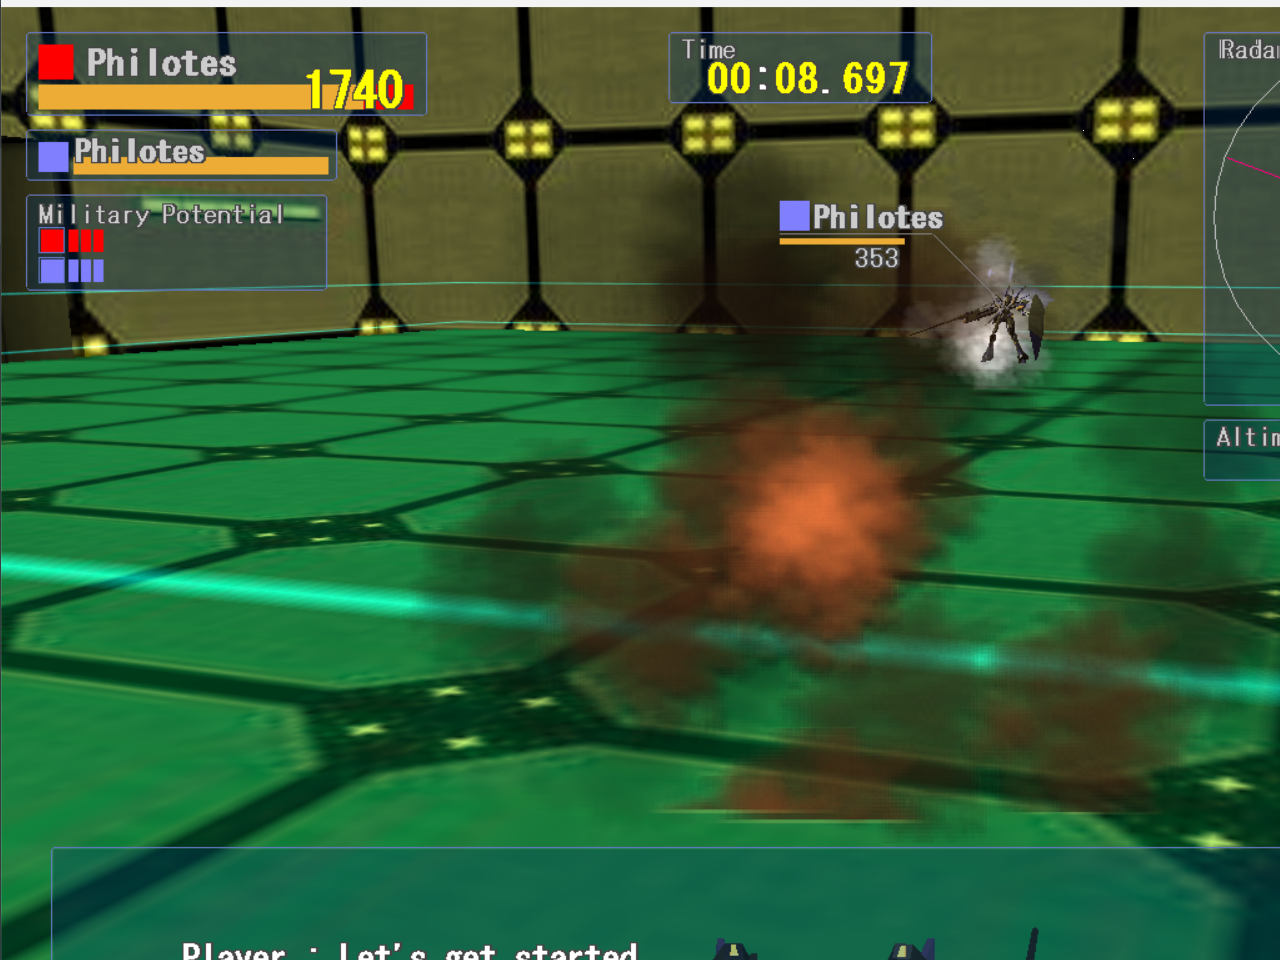 Philotes
1740
Philotes
Military Potential
Time
00:08.697
Philotes
353
Player : Let's get started